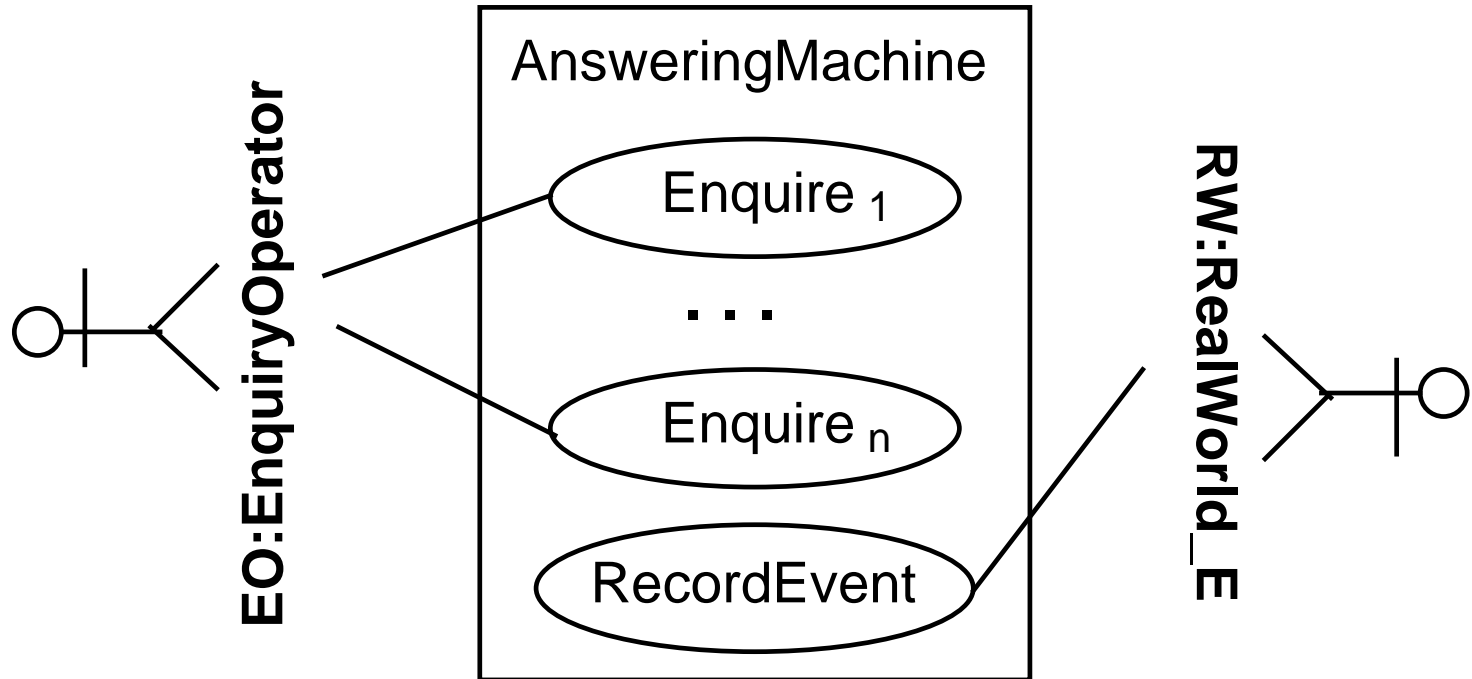 AnsweringMachine
EO:EnquiryOperator
Enquire 1
...
Enquire n
RecordEvent
RW:RealWorld_E